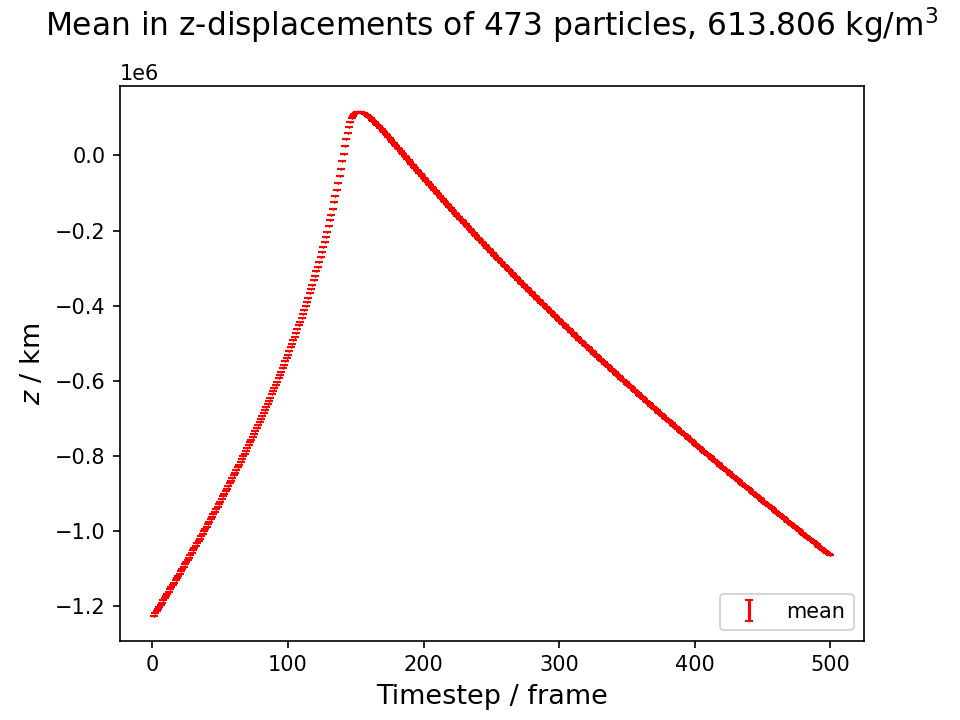 Mean in z-displacements of 473 particles, 613.806 kg/m³
1e6
0.0
−0.2
−0.4
−0.6
−0.8
−1.0
−1.2
z / km
0 100 200 300 400 500
Timestep / frame
mean